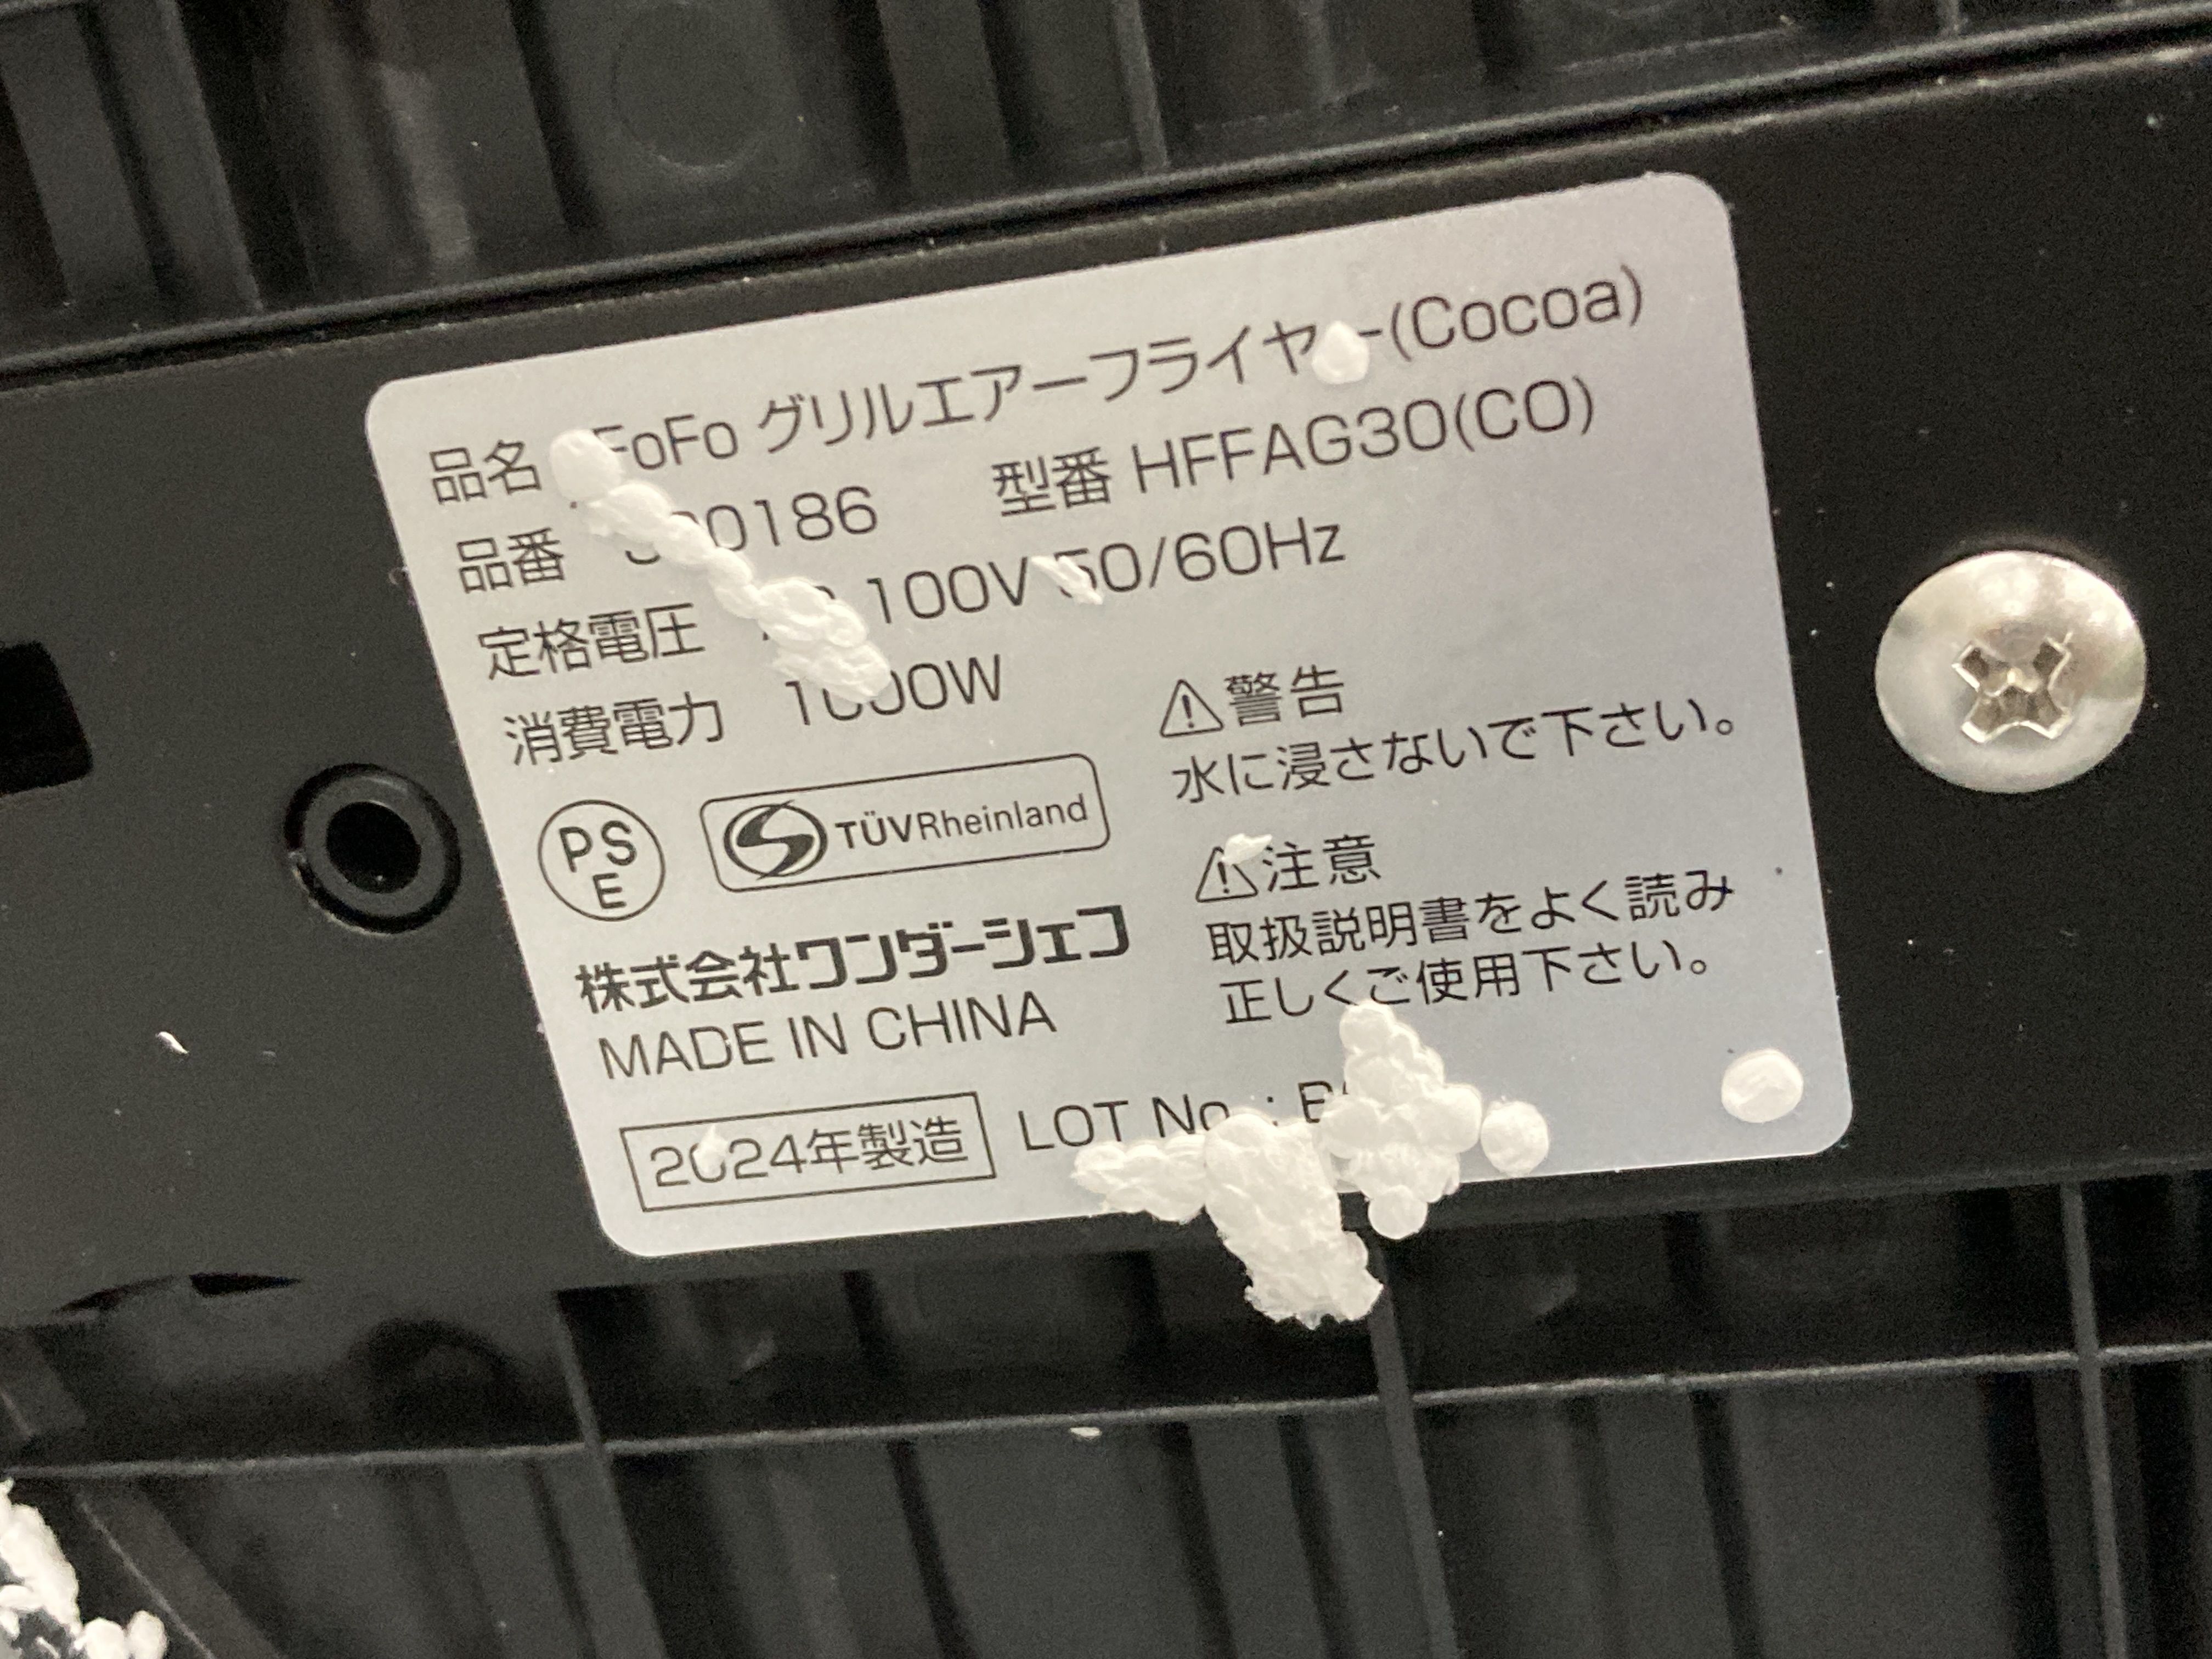 品名 FoFo グリルエアーフライヤー(Cocoa)
品番 型番 HFFAG30(CO)
定格電圧 100V 50/60Hz
消費電力 1000W
PS
E
TÜVRheinland
株式会社ワンダーシェフ
MADE IN CHINA
2024年製造 LOT No.:
⚠警告
水に浸さないで下さい。
⚠注意
取扱説明書をよく読み
正しくご使用下さい。